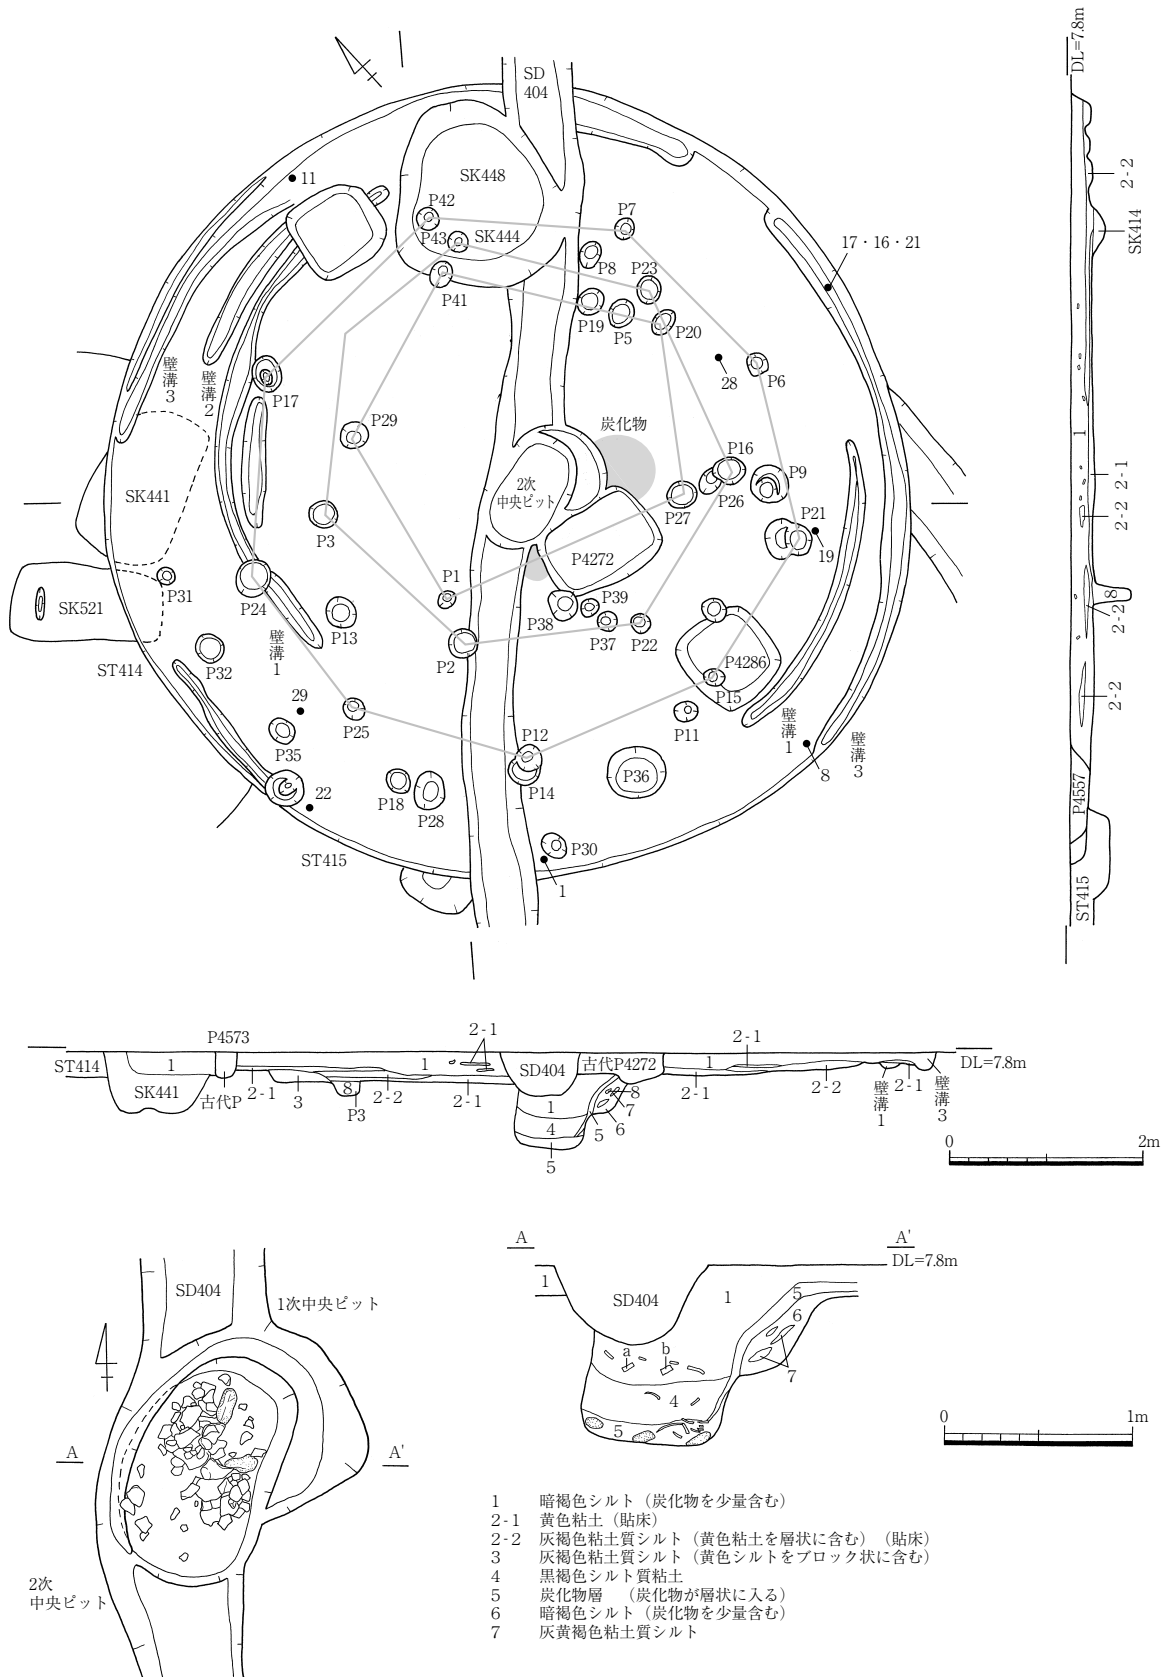 DL=7.8m
SD
404
11
SK448
P42
P7
P43
SK444
17・16・21
P8
P23
P41
P19
P5
P20
2-2
SK414
壁溝3
壁溝2
P17
28
P6
P29
炭化物
1
P16
P9
SK441
2次
中央ピット
P26
P27
P21
2-1
2-2
P3
19
P4272
P31
P24
P1
SK521
P39
P38
P13
P37
P22
8
2-2
P2
壁溝1
P32
ST414
P4286
P15
29
P25
P11
壁溝1
2-2
P35
P12
8
壁溝3
P36
22
P18
P14
P28
P4557
ST415
P30
1
ST415
P4573
2-1
2-1
ST414
1
1
SD404
古代P4272
1
DL=7.8m
SK441
古代P
2-1
3
8
P3
2-2
2-1
1
8
7
6
5
2-1
2-2
壁溝1
2-1
壁溝3
4
5
0
2m
A
A'
DL=7.8m
SD404
1次中央ピット
1
SD404
1
5
6
a
b
7
4
5
A
A'
0
1m
2次
中央ピット
1 暗褐色シルト（炭化物を少量含む）
2-1 黄色粘土（貼床）
2-2 灰褐色粘土質シルト（黄色粘土を層状に含む）（貼床）
3 灰褐色粘土質シルト（黄色シルトをブロック状に含む）
4 黒褐色シルト質粘土
5 炭化物層　（炭化物が層状に入る）
6 暗褐色シルト（炭化物を少量含む）
7 灰黄褐色粘土質シルト